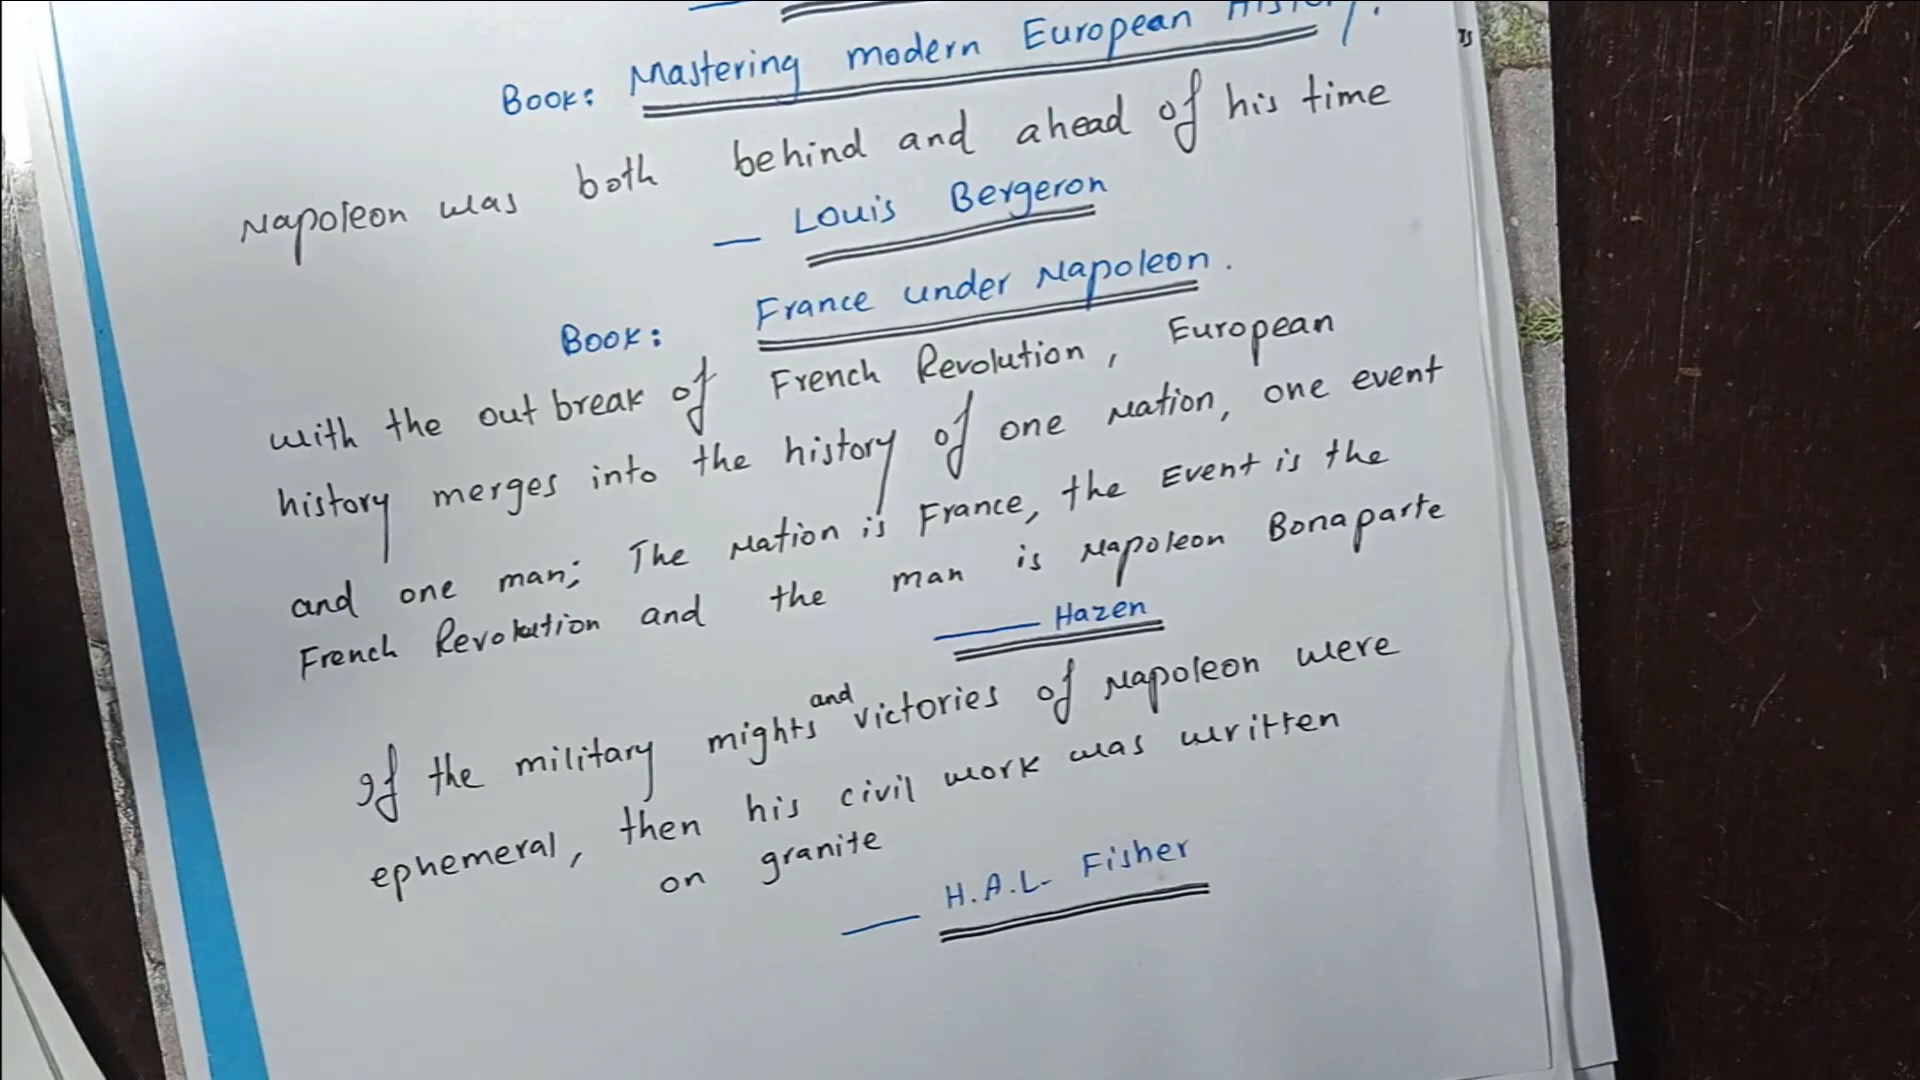 Book: Mastering modern European History.
Napoleon was both behind and ahead of his time
— Louis Bergeron
Book: France under Napoleon.
with the out break of French Revolution, European
history merges into the history of one Nation, one event
and one man; The Nation is France, the Event is the
French Revolution and the man is Napoleon Bonaparte
— Hazen
If the military mights and victories of Napoleon were
ephemeral, then his civil work was written
on granite
— H.A.L. Fisher